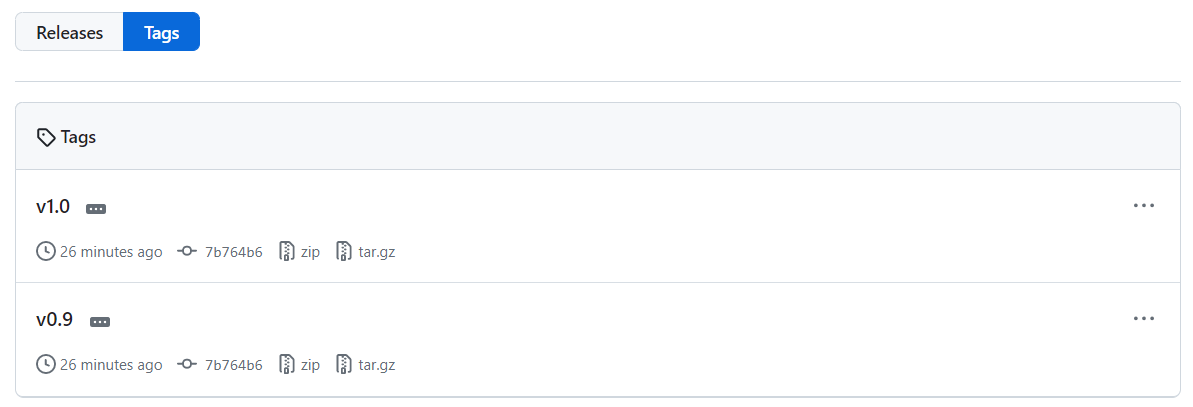 Releases Tags
Tags
v1.0
26 minutes ago 7b764b6 zip tar.gz
v0.9
26 minutes ago 7b764b6 zip tar.gz